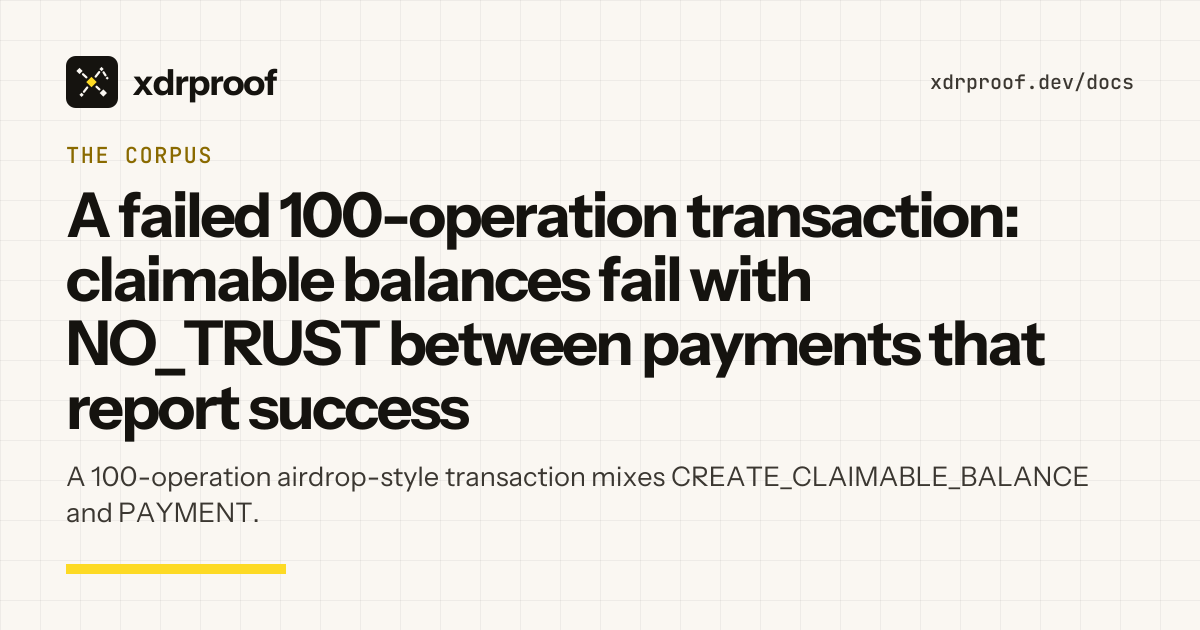 xdrproof
xdrproof.dev/docs
THE CORPUS
A failed 100-operation transaction:
claimable balances fail with
NO_TRUST between payments that
report success
A 100-operation airdrop-style transaction mixes CREATE_CLAIMABLE_BALANCE
and PAYMENT.